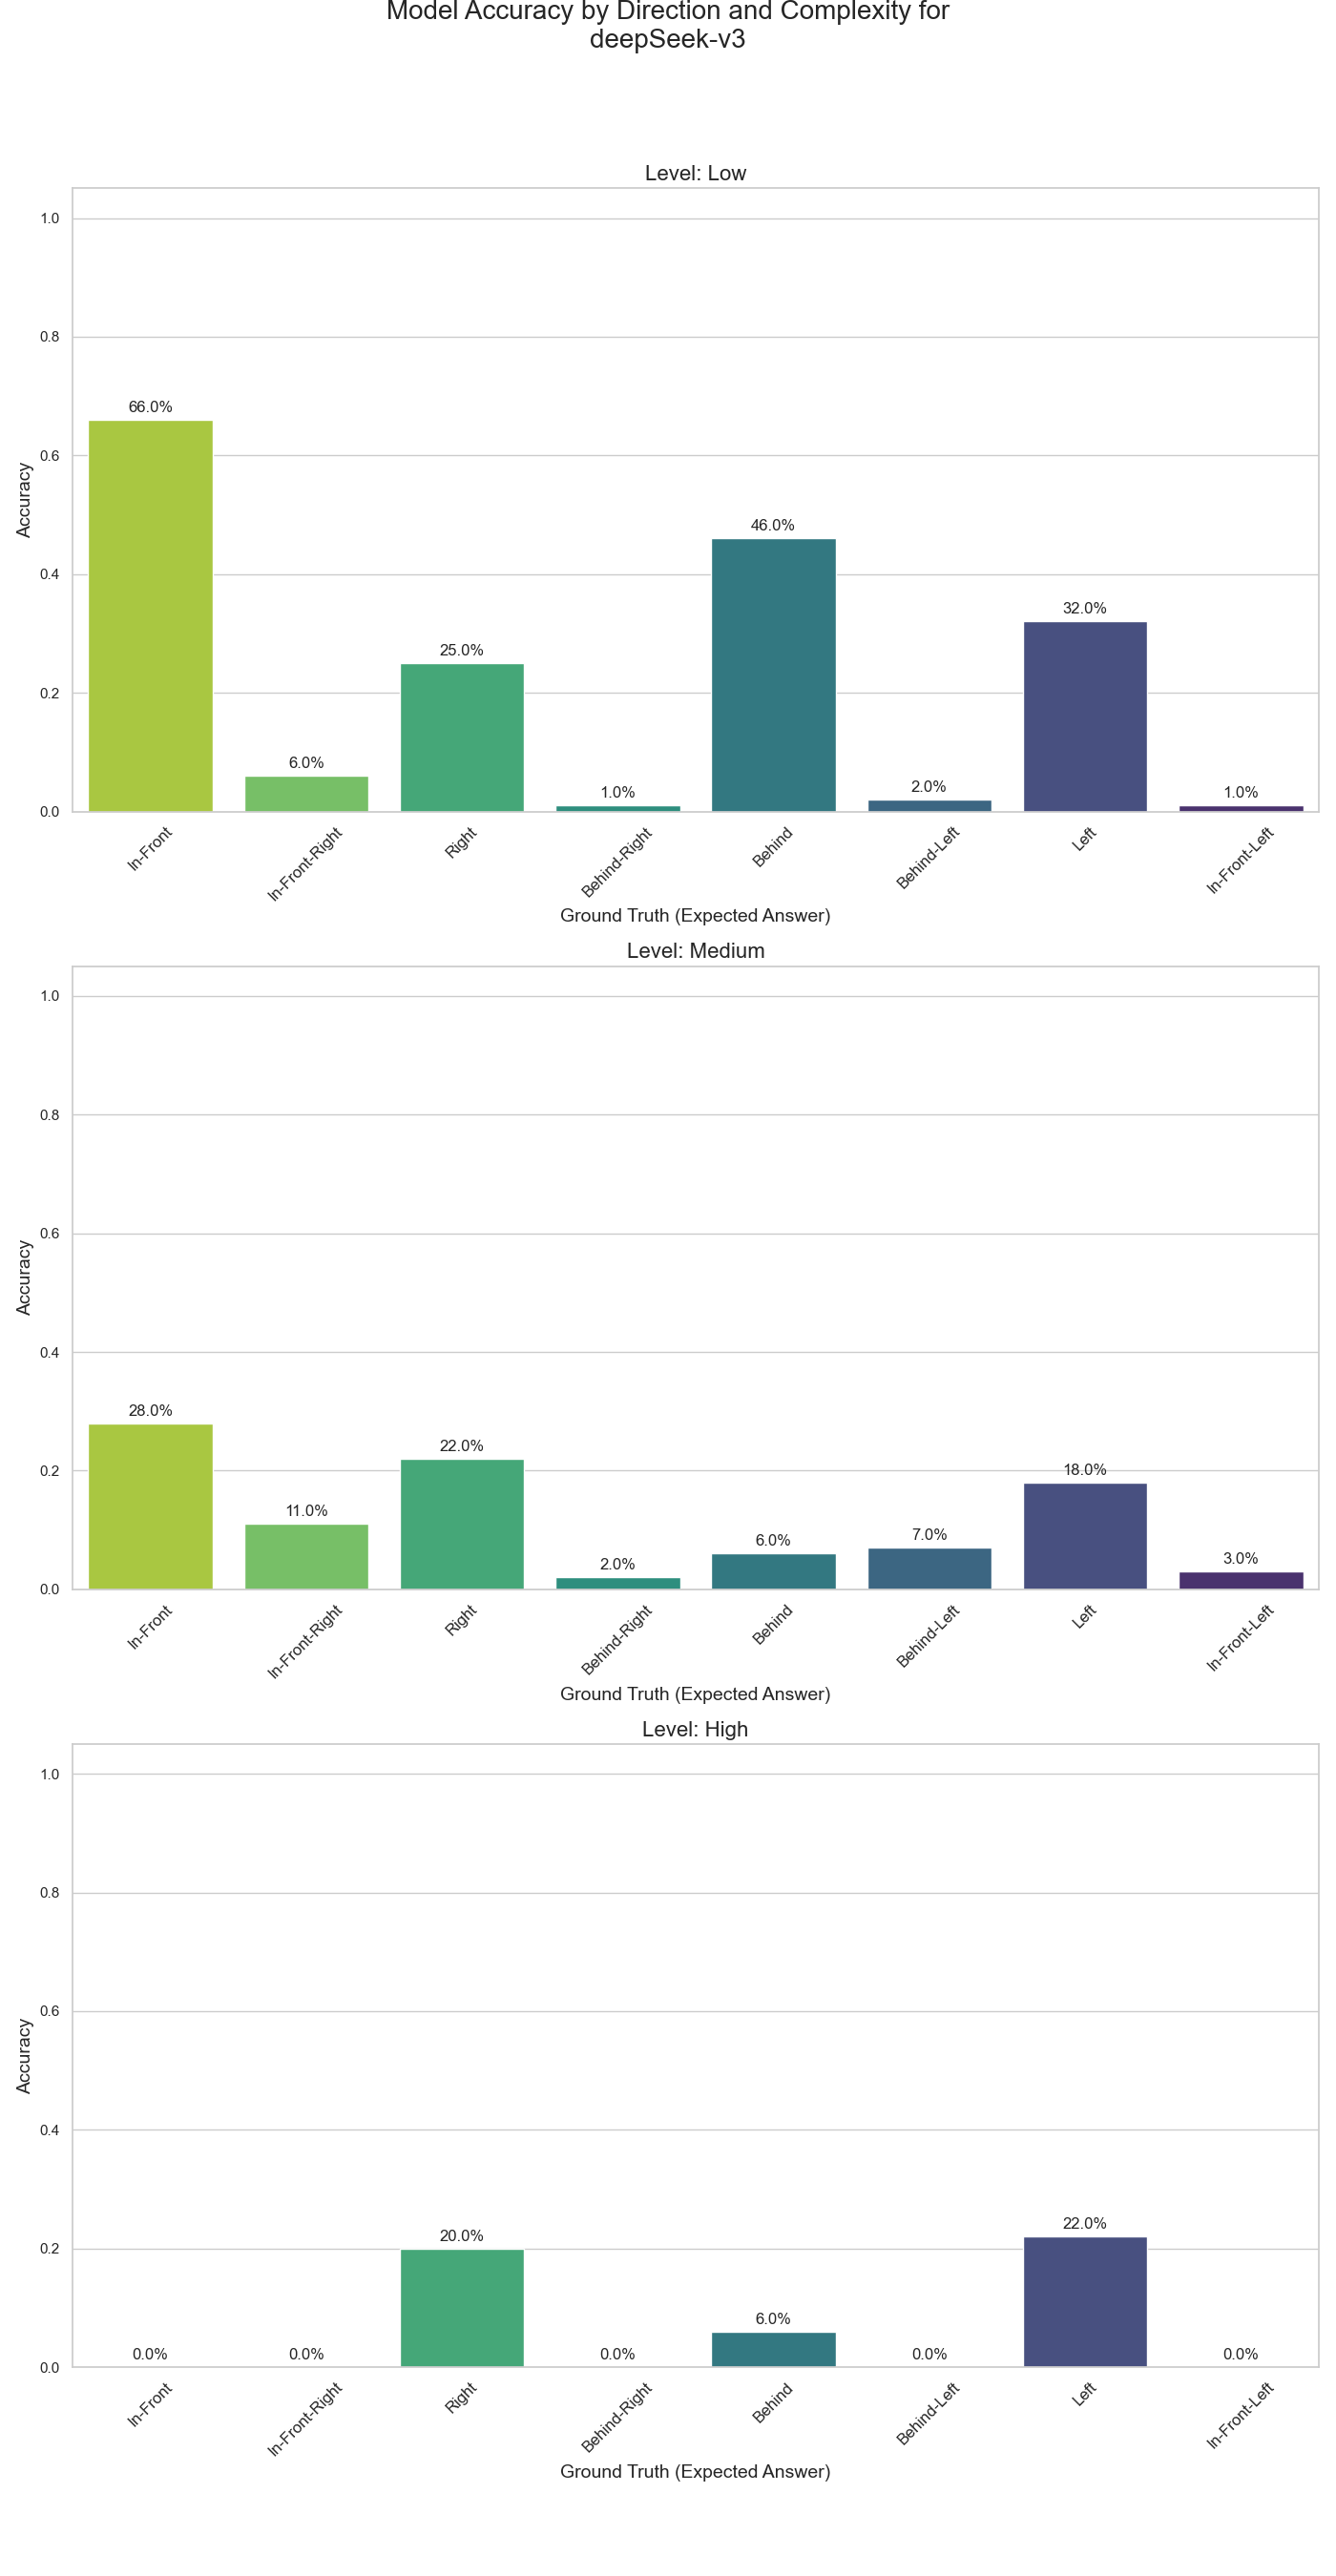 Model Accuracy by Direction and Complexity for
deepSeek-v3
Level: Low
1.0
0.8
0.6
0.4
0.2
0.0
Accuracy
66.0%
6.0%
25.0%
1.0%
46.0%
2.0%
32.0%
1.0%
In-Front
In-Front-Right
Right
Behind-Right
Behind
Behind-Left
Left
In-Front-Left
Ground Truth (Expected Answer)
Level: Medium
1.0
0.8
0.6
0.4
0.2
0.0
Accuracy
28.0%
11.0%
22.0%
2.0%
6.0%
7.0%
18.0%
3.0%
In-Front
In-Front-Right
Right
Behind-Right
Behind
Behind-Left
Left
In-Front-Left
Ground Truth (Expected Answer)
Level: High
1.0
0.8
0.6
0.4
0.2
0.0
Accuracy
0.0%
0.0%
20.0%
0.0%
6.0%
0.0%
22.0%
0.0%
In-Front
In-Front-Right
Right
Behind-Right
Behind
Behind-Left
Left
In-Front-Left
Ground Truth (Expected Answer)